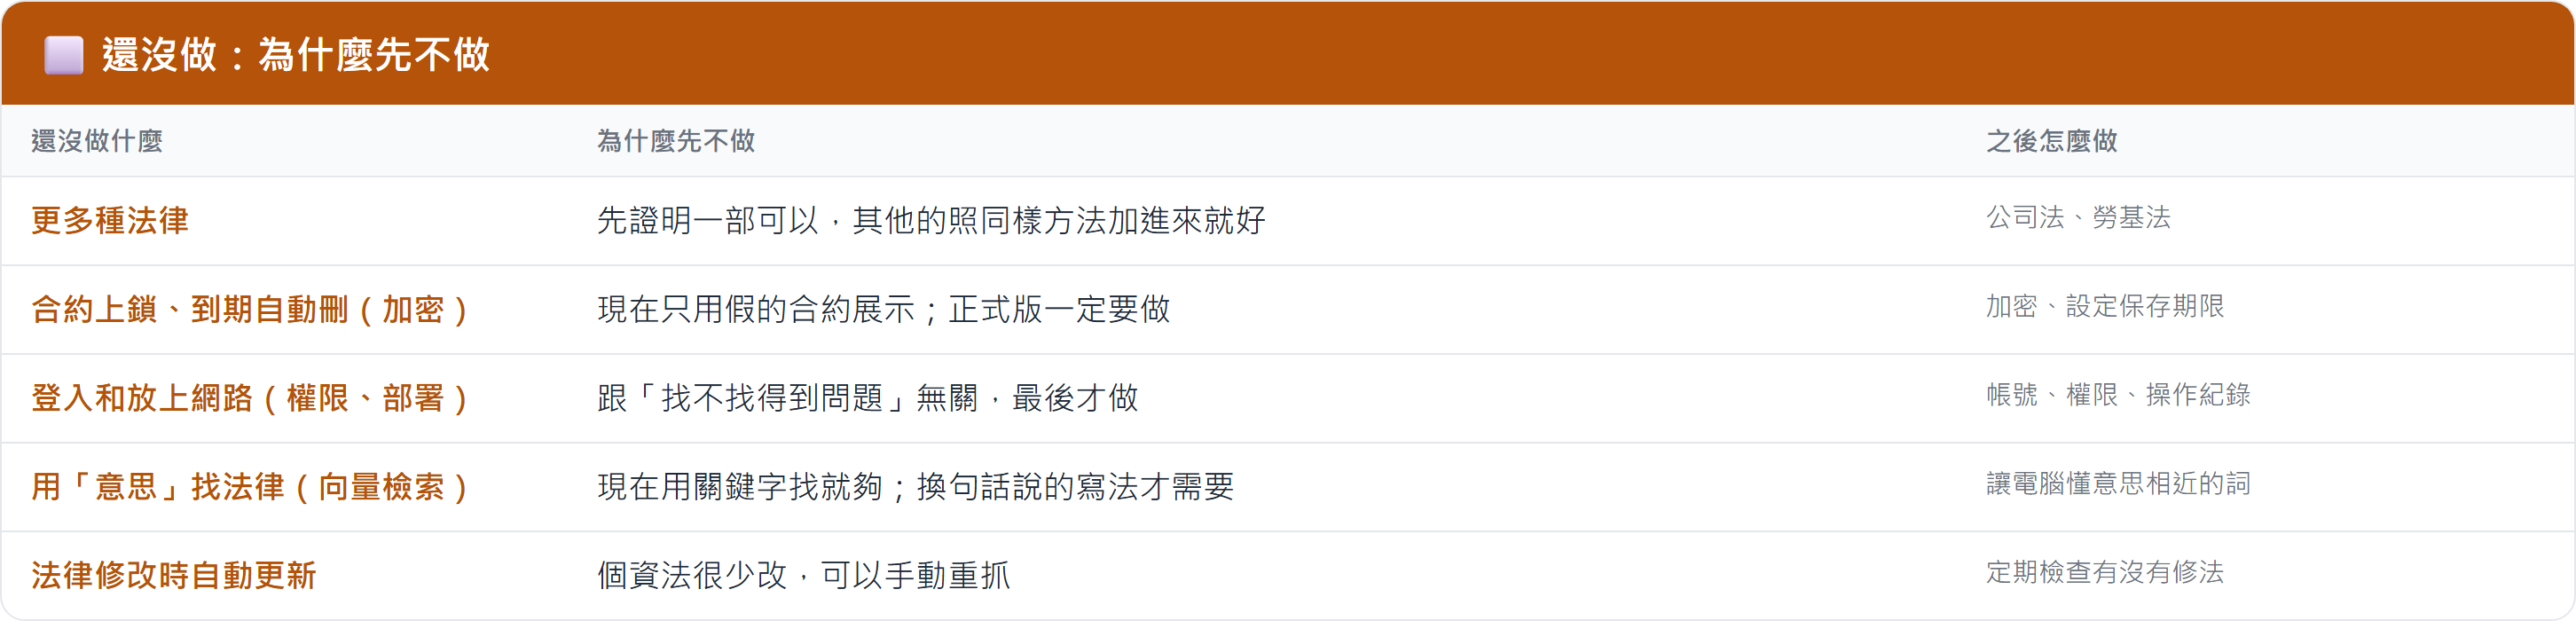 還沒做：為什麼先不做
還沒做什麼 為什麼先不做 之後怎麼做
更多種法律 先證明一部可以，其他的照同樣方法加進來就好 公司法、勞基法
合約上鎖、到期自動刪（加密） 現在只用假的合約展示；正式版一定要做 加密、設定保存期限
登入和放上網路（權限、部署） 跟「找不找得到問題」無關，最後才做 帳號、權限、操作紀錄
用「意思」找法律（向量檢索） 現在用關鍵字找就夠；換句話說的寫法才需要 讓電腦懂意思相近的詞
法律修改時自動更新 個資法很少改，可以手動重抓 定期檢查有沒有修法